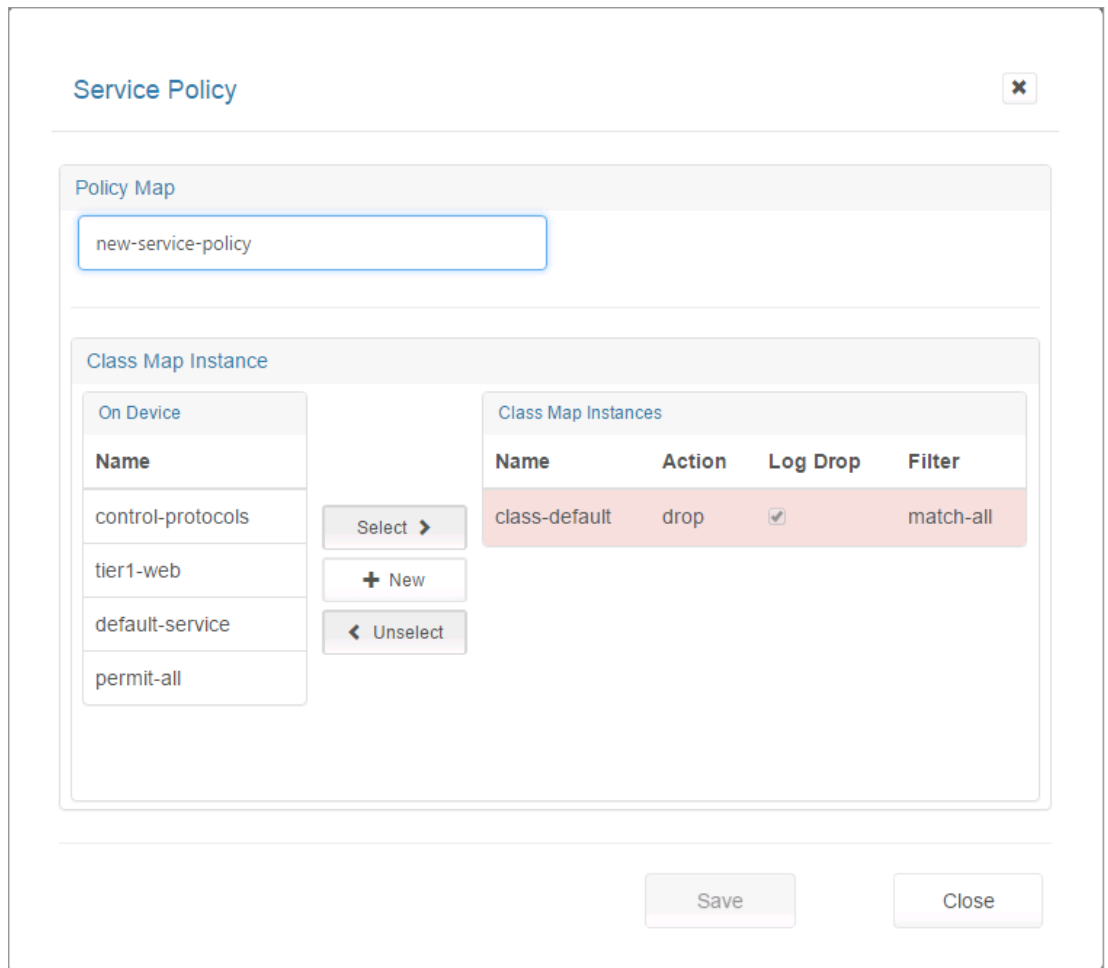 Service Policy
Policy Map
new-service-policy
Class Map Instance
On Device
Name
control-protocols
tier1-web
default-service
permit-all
Select
New
Unselect
Class Map Instances
Name Action Log Drop Filter
class-default drop match-all
Save Close